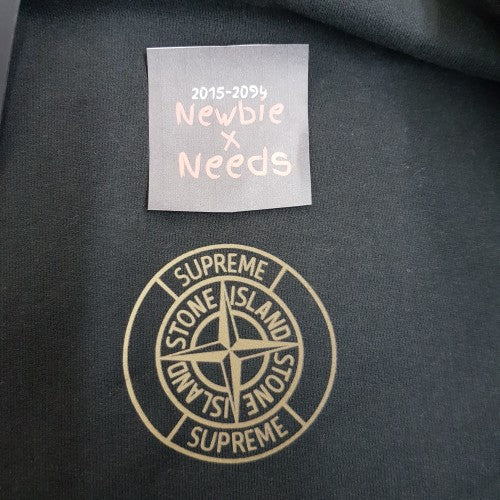 2015-2094
Newbie
x
Needs
SUPREME
STONE ISLAND
STONE ISLAND
SUPREME